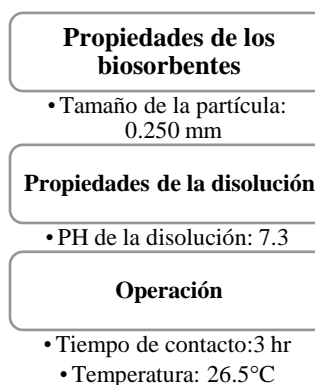 Propiedades de los
biosorbentes
• Tamaño de la partícula:
0.250 mm
Propiedades de la disolución
• PH de la disolución: 7.3
Operación
• Tiempo de contacto:3 hr
• Temperatura: 26.5°C